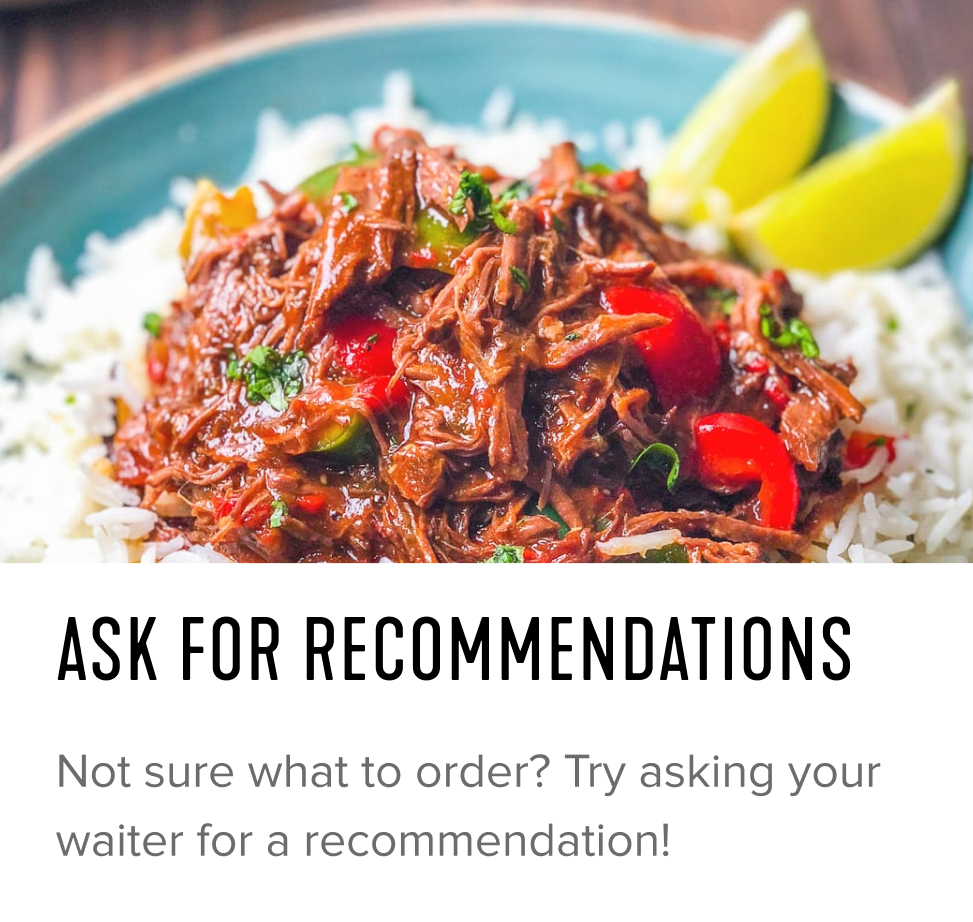 ASK FOR RECOMMENDATIONS
Not sure what to order? Try asking your
waiter for a recommendation!